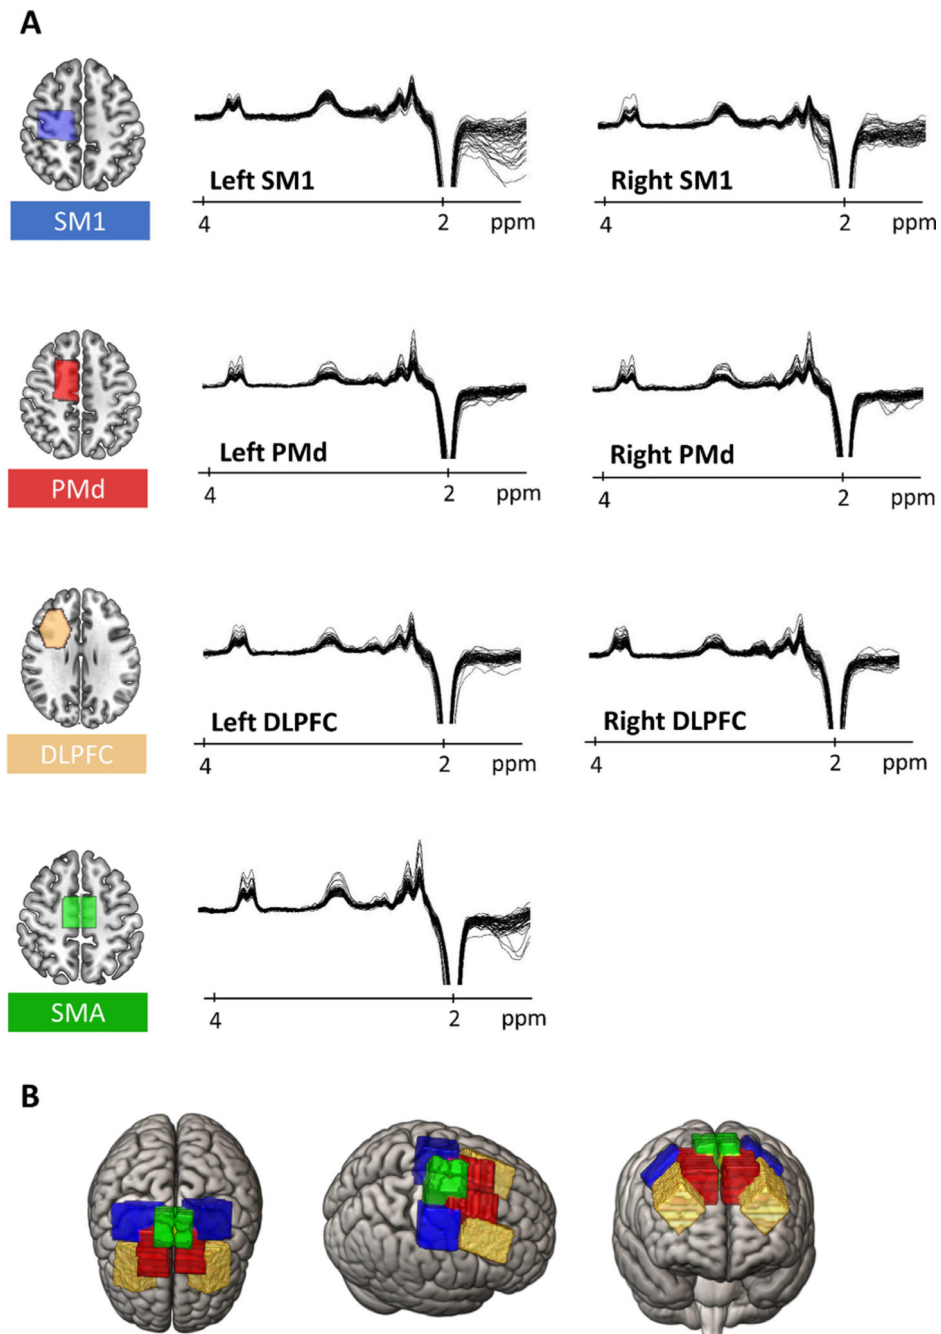 A
Left SM1
Right SM1
SM1
4 2 ppm
4 2 ppm
Left PMd
Right PMd
PMd
4 2 ppm
4 2 ppm
Left DLPFC
Right DLPFC
DLPFC
4 2 ppm
4 2 ppm
SMA
4 2 ppm
B